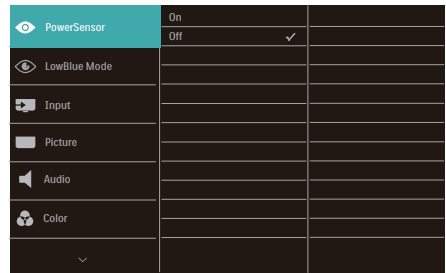 PowerSensor
On
Off
LowBlue Mode
Input
Picture
Audio
Color